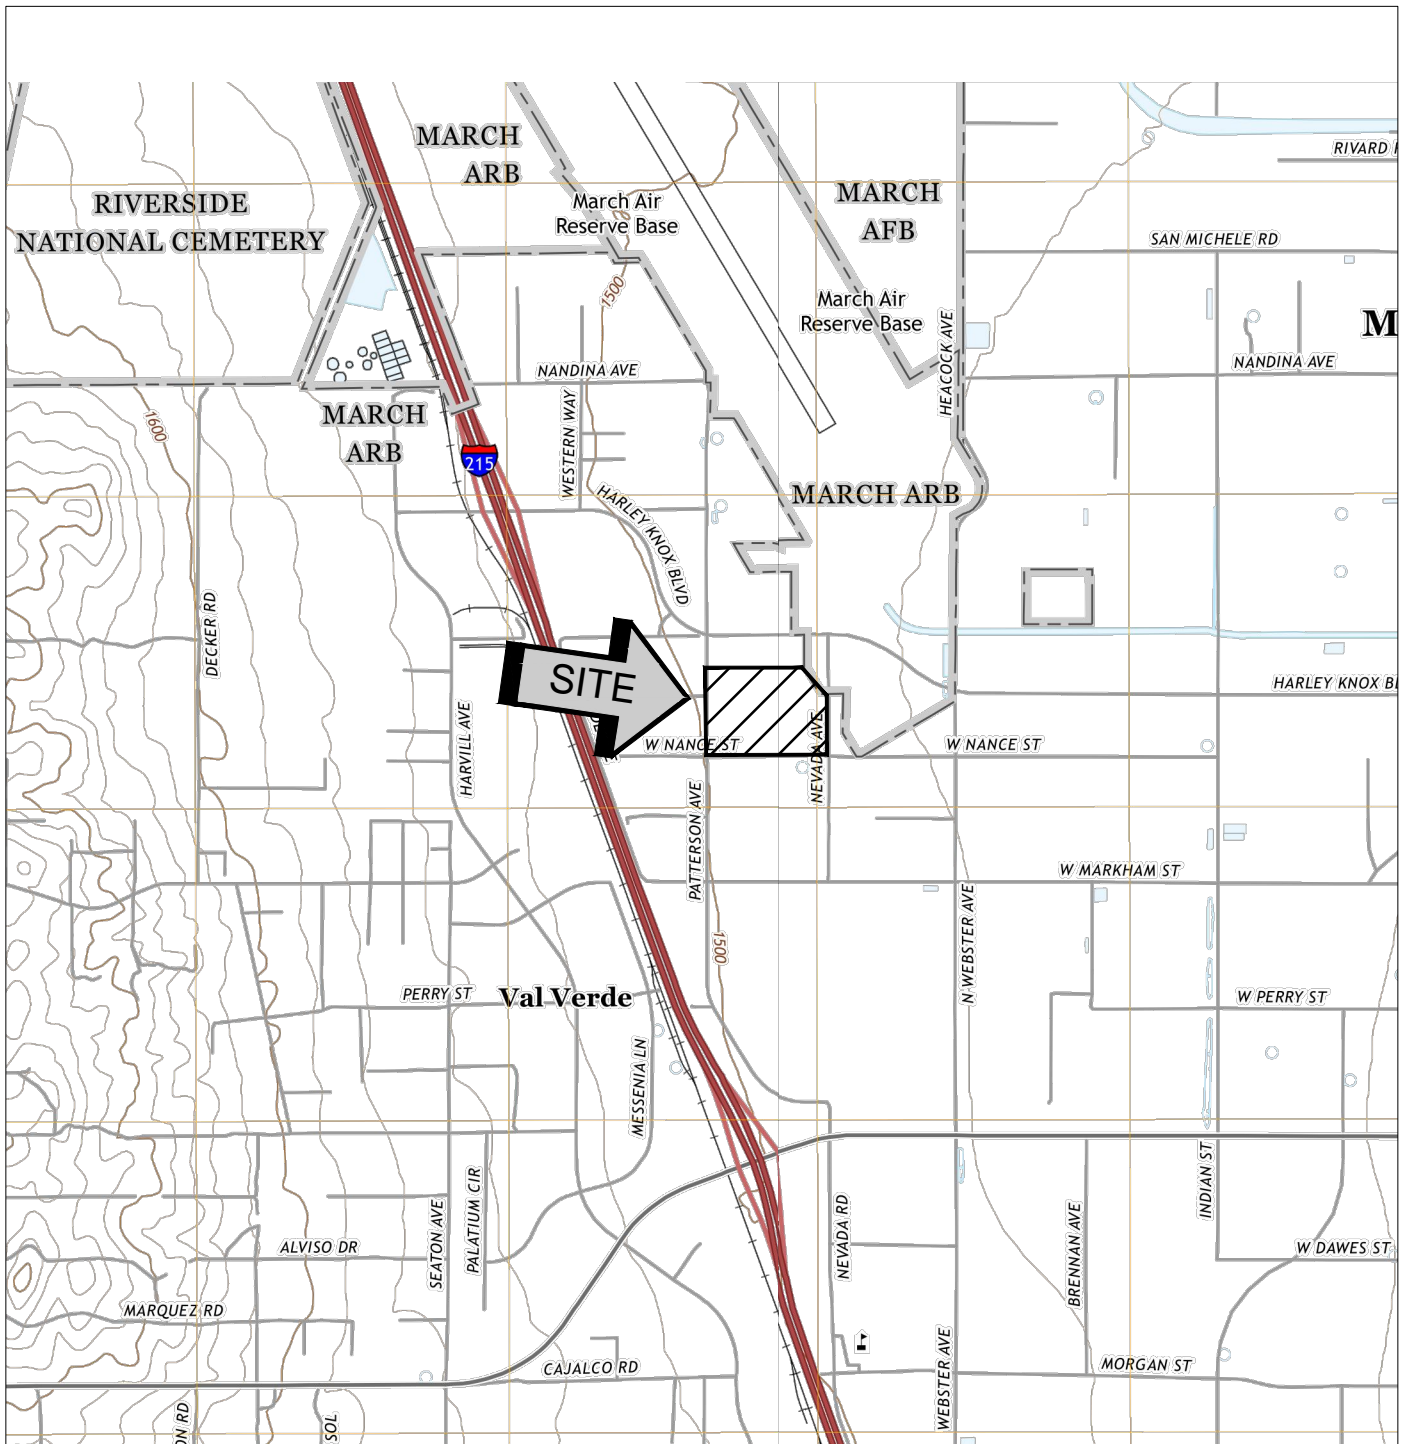 MARCH
ARB
RIVARD
RIVERSIDE
NATIONAL CEMETERY
March Air
Reserve Base
MARCH
AFB
SAN MICHELE RD
1500
March Air
Reserve Base
HEACOCK AVE
M
NANDINA AVE
NANDINA AVE
1600
MARCH
ARB
WESTERN WAY
215
HARLEY KNOX BLVD
MARCH ARB
DECKER RD
SITE
HARLEY KNOX B
HARVILL AVE
W NANCE ST
NEVADA AVE
W NANCE ST
PATTERSON AVE
W MARKHAM ST
N WEBSTER AVE
1500
PERRY ST
Val Verde
W PERRY ST
MESSENIA LN
INDIAN ST
PALATIUM CIR
SEATON AVE
NEVADA RD
BRENNAN AVE
ALVISO DR
W DAWES ST
MARQUEZ RD
CAJALCO RD
MORGAN ST
WEBSTER AVE
ON RD
SOL